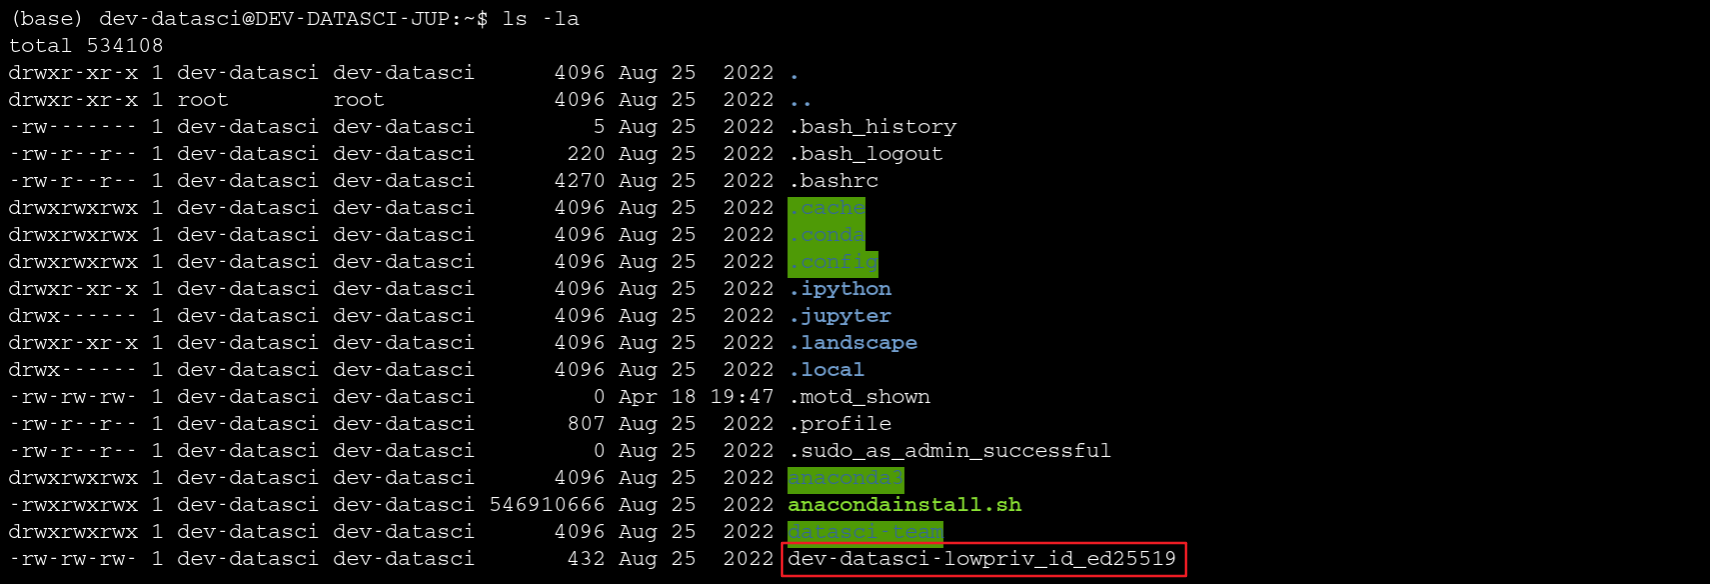 (base) dev-datasci@DEV-DATASCI-JUP:~$ ls -la
total 534108
drwxr-xr-x 1 dev-datasci dev-datasci      4096 Aug 25  2022 .
drwxr-xr-x 1 root        root             4096 Aug 25  2022 ..
-rw------- 1 dev-datasci dev-datasci         5 Aug 25  2022 .bash_history
-rw-r--r-- 1 dev-datasci dev-datasci       220 Aug 25  2022 .bash_logout
-rw-r--r-- 1 dev-datasci dev-datasci      4270 Aug 25  2022 .bashrc
drwxrwxrwx 1 dev-datasci dev-datasci      4096 Aug 25  2022 .cache
drwxrwxrwx 1 dev-datasci dev-datasci      4096 Aug 25  2022 .conda
drwxrwxrwx 1 dev-datasci dev-datasci      4096 Aug 25  2022 .config
drwxr-xr-x 1 dev-datasci dev-datasci      4096 Aug 25  2022 .ipython
drwx------ 1 dev-datasci dev-datasci      4096 Aug 25  2022 .jupyter
drwxr-xr-x 1 dev-datasci dev-datasci      4096 Aug 25  2022 .landscape
drwx------ 1 dev-datasci dev-datasci      4096 Aug 25  2022 .local
-rw-rw-rw- 1 dev-datasci dev-datasci         0 Apr 18 19:47 .motd_shown
-rw-r--r-- 1 dev-datasci dev-datasci       807 Aug 25  2022 .profile
-rw-r--r-- 1 dev-datasci dev-datasci         0 Aug 25  2022 .sudo_as_admin_successful
drwxrwxrwx 1 dev-datasci dev-datasci      4096 Aug 25  2022 anaconda3
-rwxrwxrwx 1 dev-datasci dev-datasci 546910666 Aug 25  2022 anacondainstall.sh
drwxrwxrwx 1 dev-datasci dev-datasci      4096 Aug 25  2022 datasci-team
-rw-rw-rw- 1 dev-datasci dev-datasci       432 Aug 25  2022 dev-datasci-lowpriv_id_ed25519